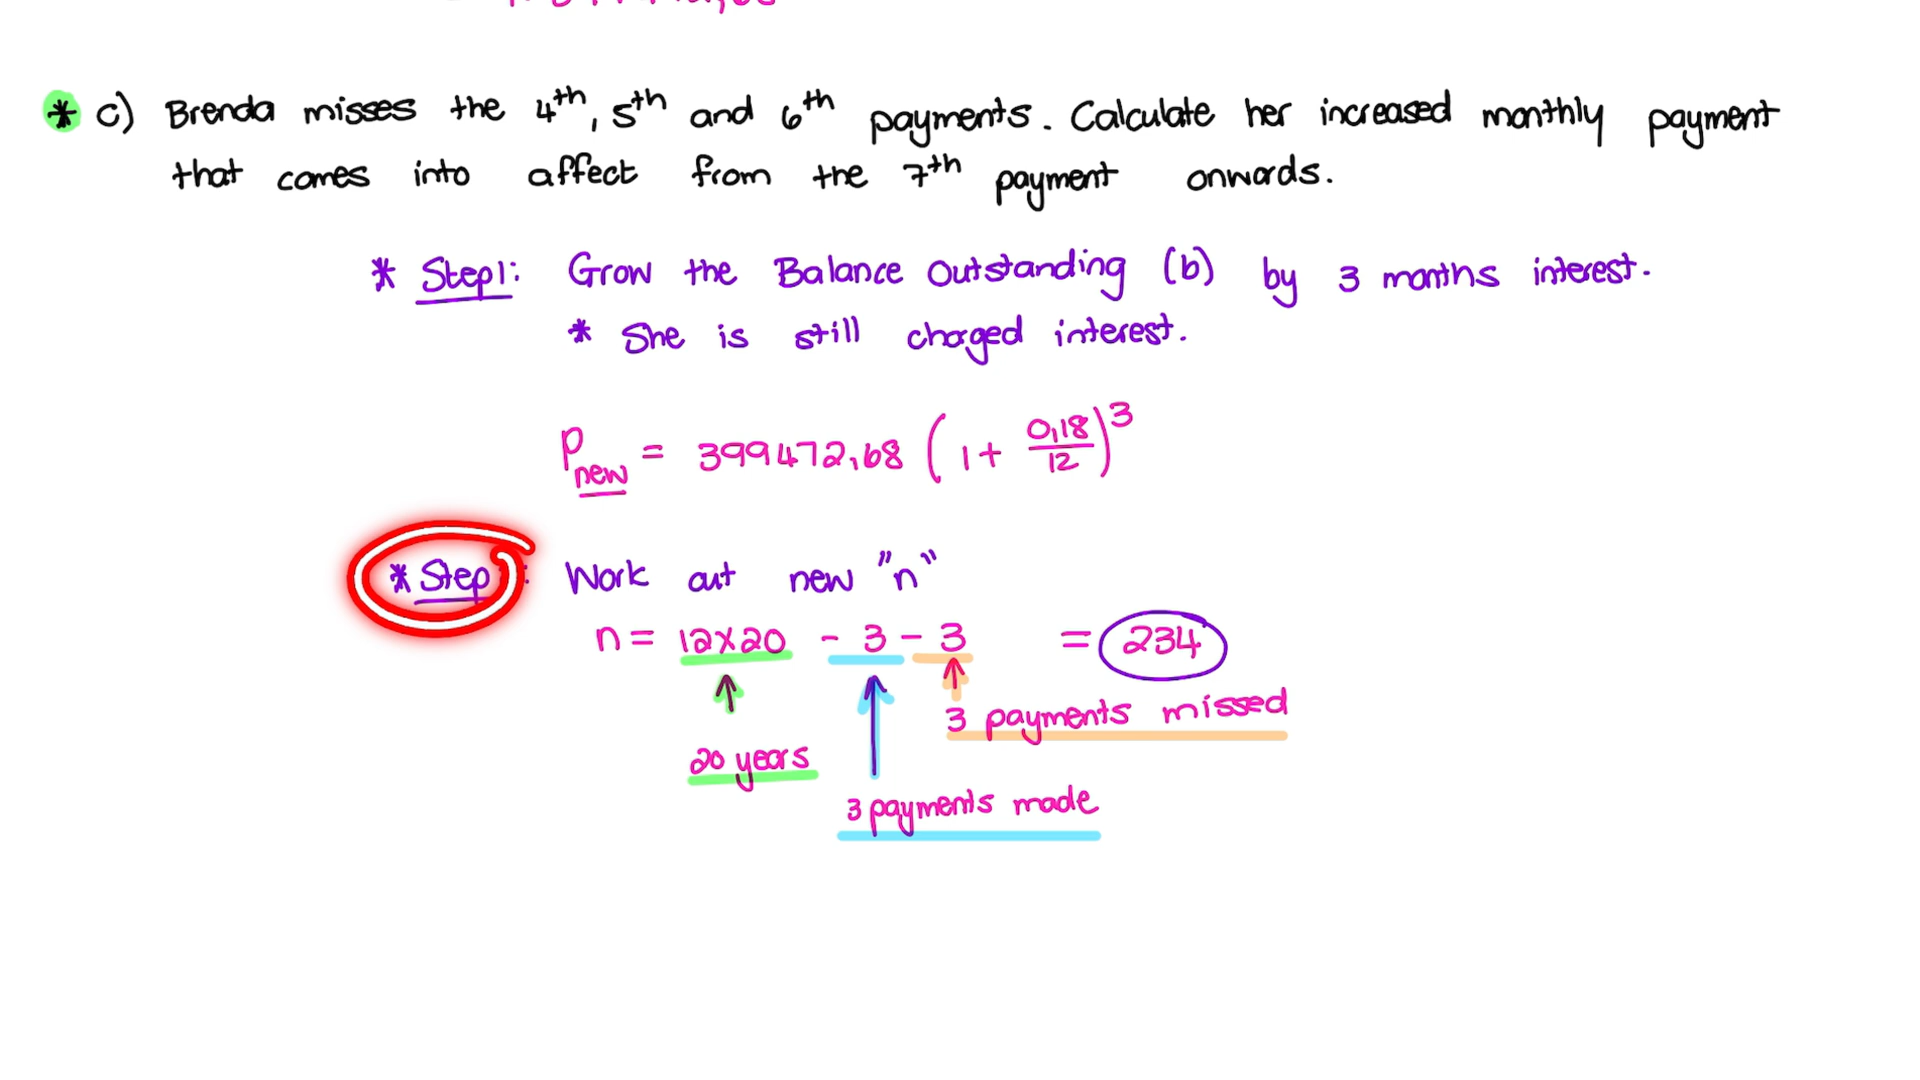 * c) Brenda misses the 4th, 5th and 6th payments. Calculate her increased monthly payment
that comes into affect from the 7th payment onwards.
* Step1: Grow the Balance Outstanding (b) by 3 months interest.
* She is still charged interest.
P new = 399472,68 (1 + 0,18/12)^3
* Step : Work out new "n"
n = 12x20 - 3 - 3 = 234
3 payments missed
20 years
3 payments made